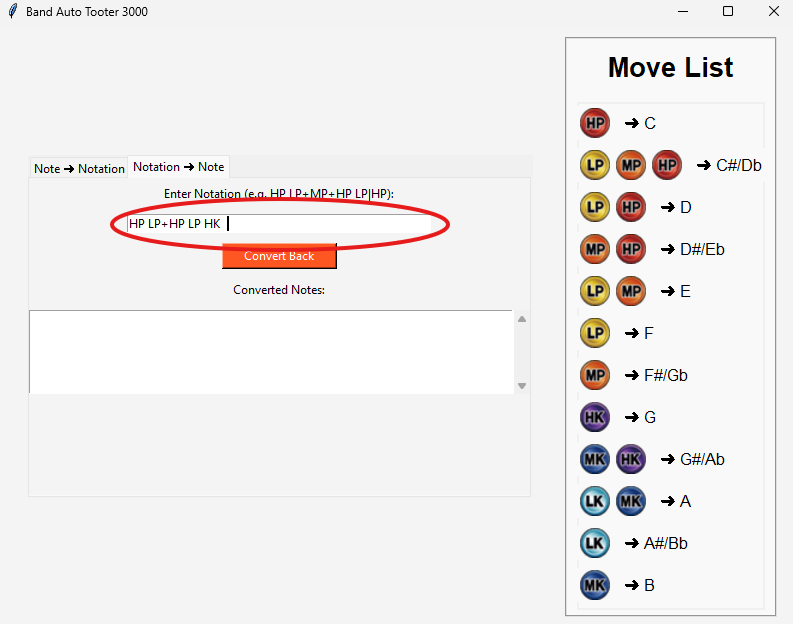 Band Auto Tooter 3000
Move List
HP ➜ C
LP MP HP ➜ C#/Db
LP HP ➜ D
MP HP ➜ D#/Eb
LP MP ➜ E
LP ➜ F
MP ➜ F#/Gb
HK ➜ G
MK HK ➜ G#/Ab
LK MK ➜ A
LK ➜ A#/Bb
MK ➜ B
Note ➜ Notation Notation ➜ Note
Enter Notation (e.g. HP LP+MP+HP LP|HP):
HP LP+HP LP HK
Convert Back
Converted Notes: